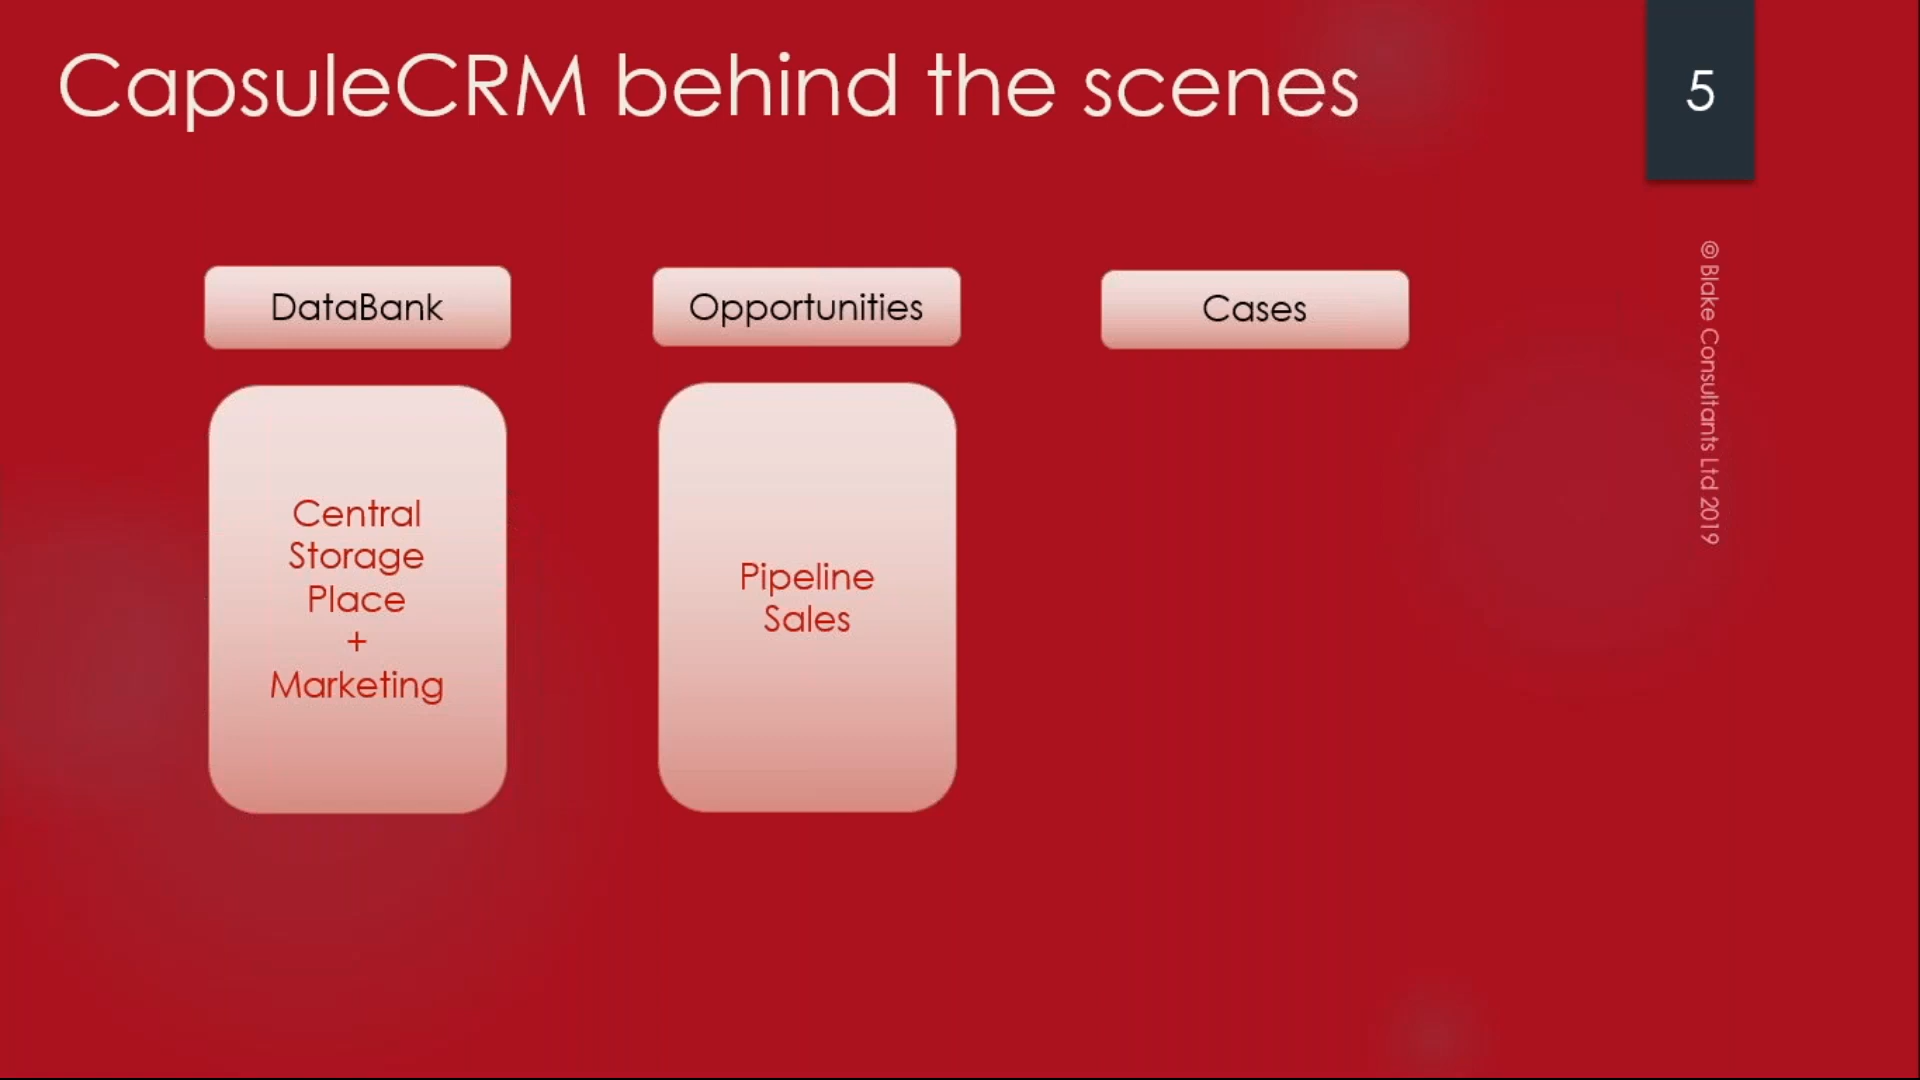 CapsuleCRM behind the scenes
5
DataBank
Opportunities
Cases
Central
Storage
Place
+
Marketing
Pipeline
Sales
© Blake Consultants Ltd 2019